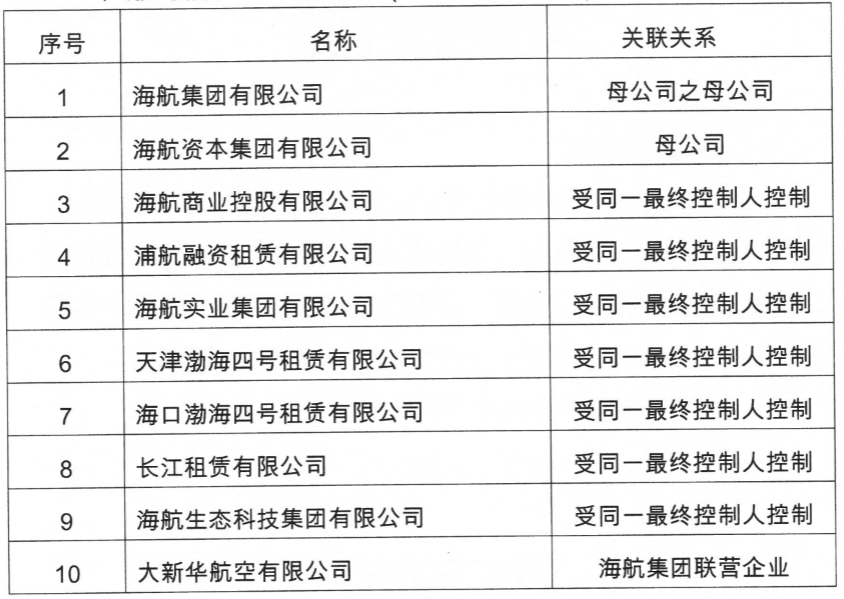 序号 名称 关联关系
1 海航集团有限公司 母公司之母公司
2 海航资本集团有限公司 母公司
3 海航商业控股有限公司 受同一最终控制人控制
4 浦航融资租赁有限公司 受同一最终控制人控制
5 海航实业集团有限公司 受同一最终控制人控制
6 天津渤海四号租赁有限公司 受同一最终控制人控制
7 海口渤海四号租赁有限公司 受同一最终控制人控制
8 长江租赁有限公司 受同一最终控制人控制
9 海航生态科技集团有限公司 受同一最终控制人控制
10 大新华航空有限公司 海航集团联营企业